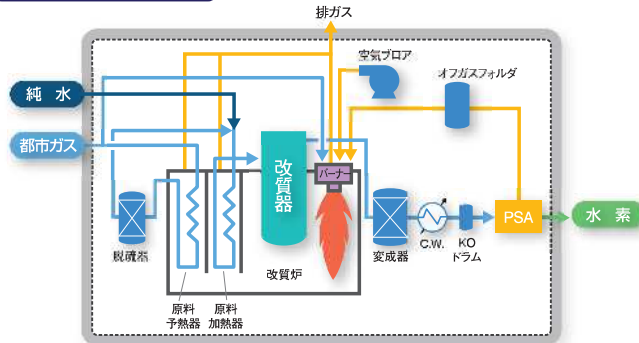 排ガス
空気ブロア
オフガスフォルダ
純水
都市ガス
改質器
バーナー
脱硫器
変成器
C.W.
KO
ドラム
PSA
水素
改質炉
原料
予熱器
原料
加熱器